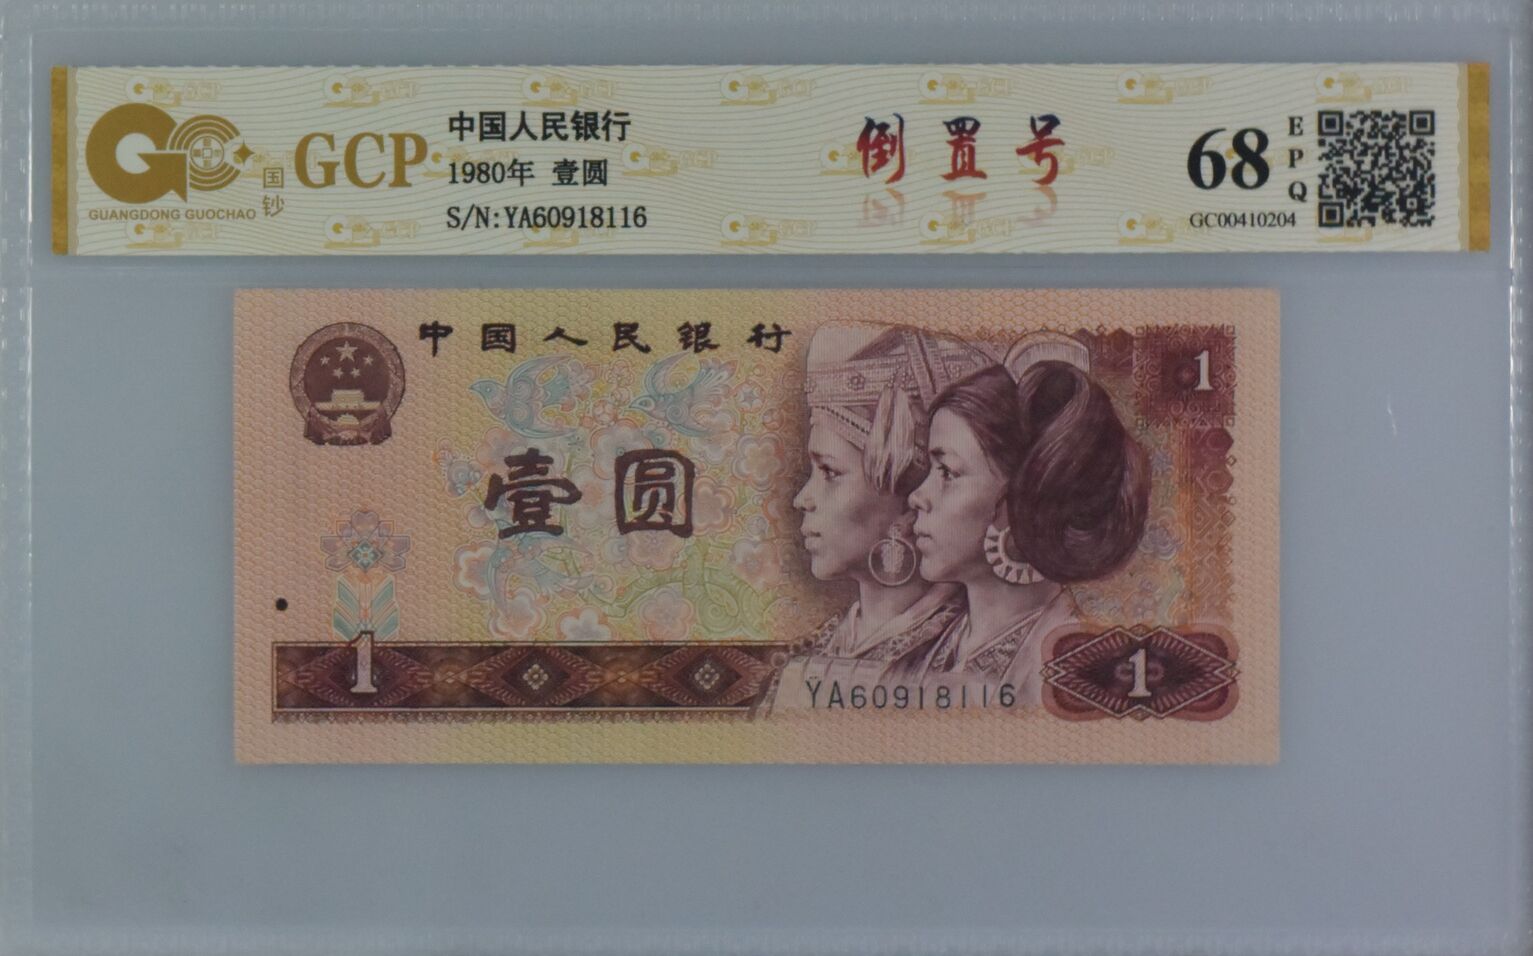 GUANGDONG GUOCHAO
国钞
GCP
中国人民银行
1980年 壹圆
S/N:YA60918116
倒置号
68
EPQ
GC00410204
中国人民银行
1
壹圆
1
YA60918116
1